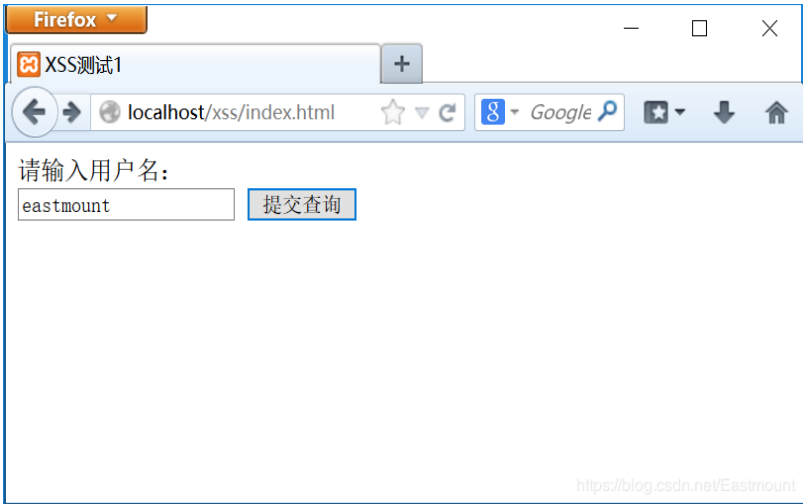 Firefox
XSS测试1
localhost/xss/index.html
Google
请输入用户名:
eastmount 提交查询
https://blog.csdn.net/Eastmount